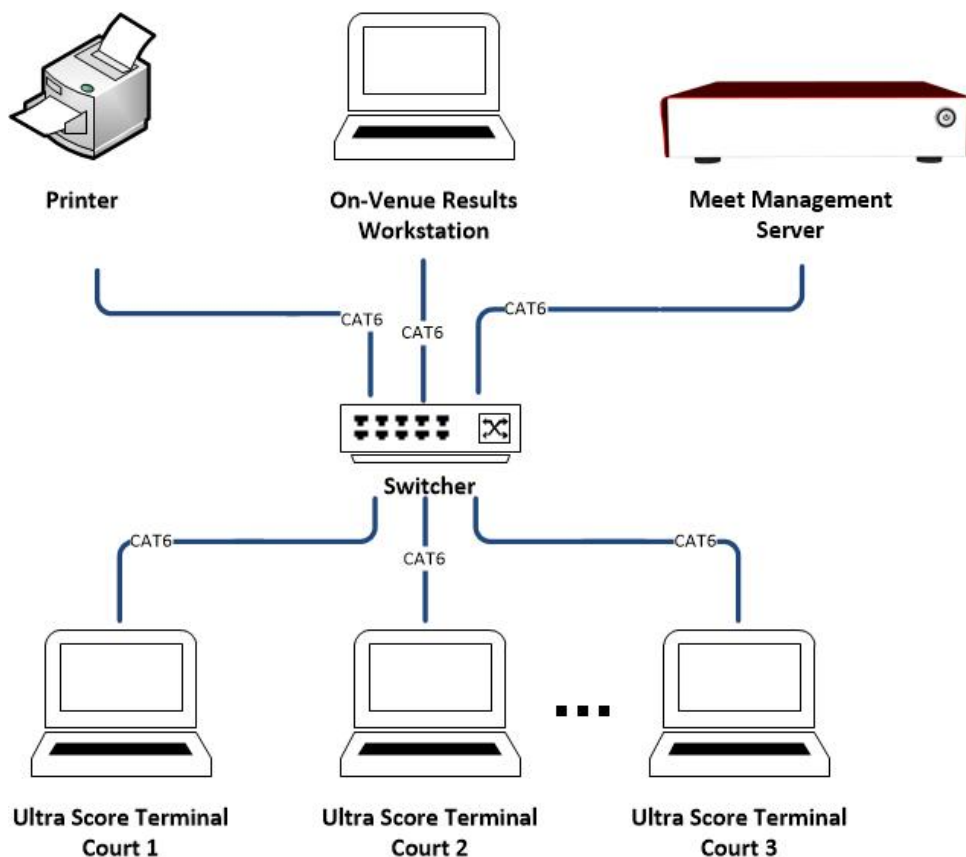 Printer
On-Venue Results
Workstation
Meet Management
Server
CAT6
CAT6
CAT6
Switcher
CAT6
CAT6
CAT6
Ultra Score Terminal
Court 1
Ultra Score Terminal
Court 2
Ultra Score Terminal
Court 3